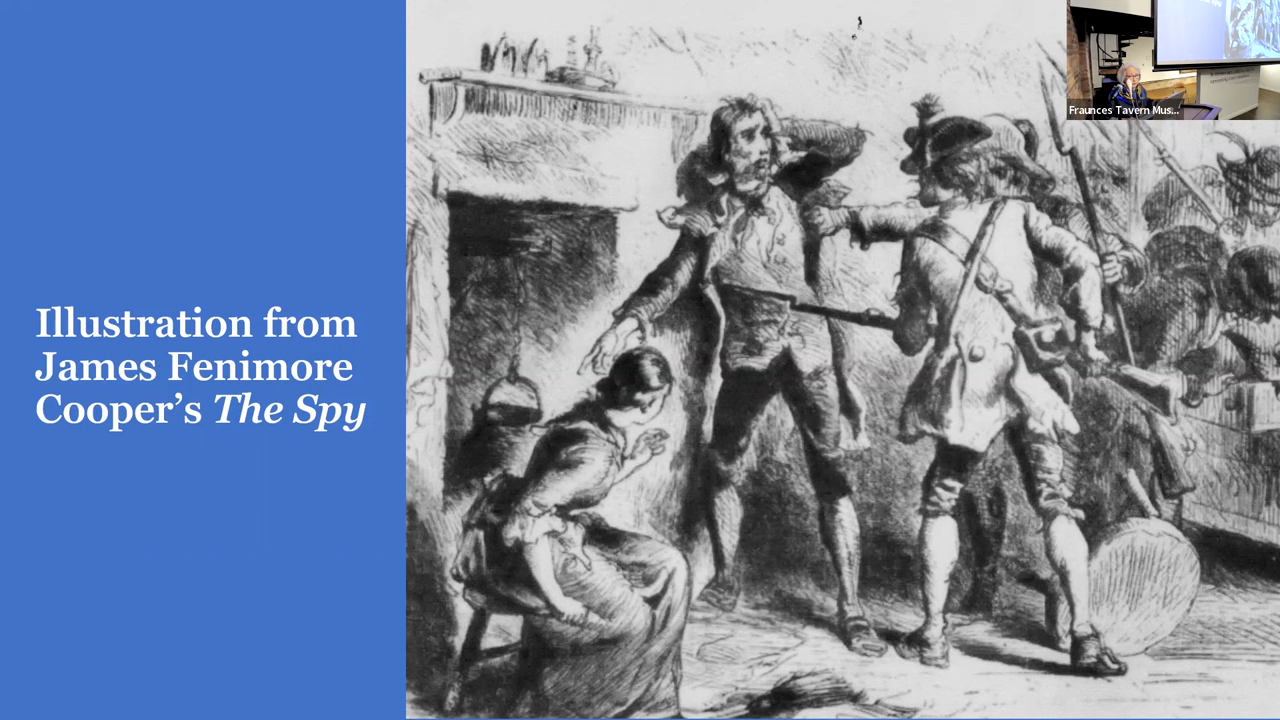 Illustration from
James Fenimore
Cooper's The Spy
Fraunces Tavern Mus...